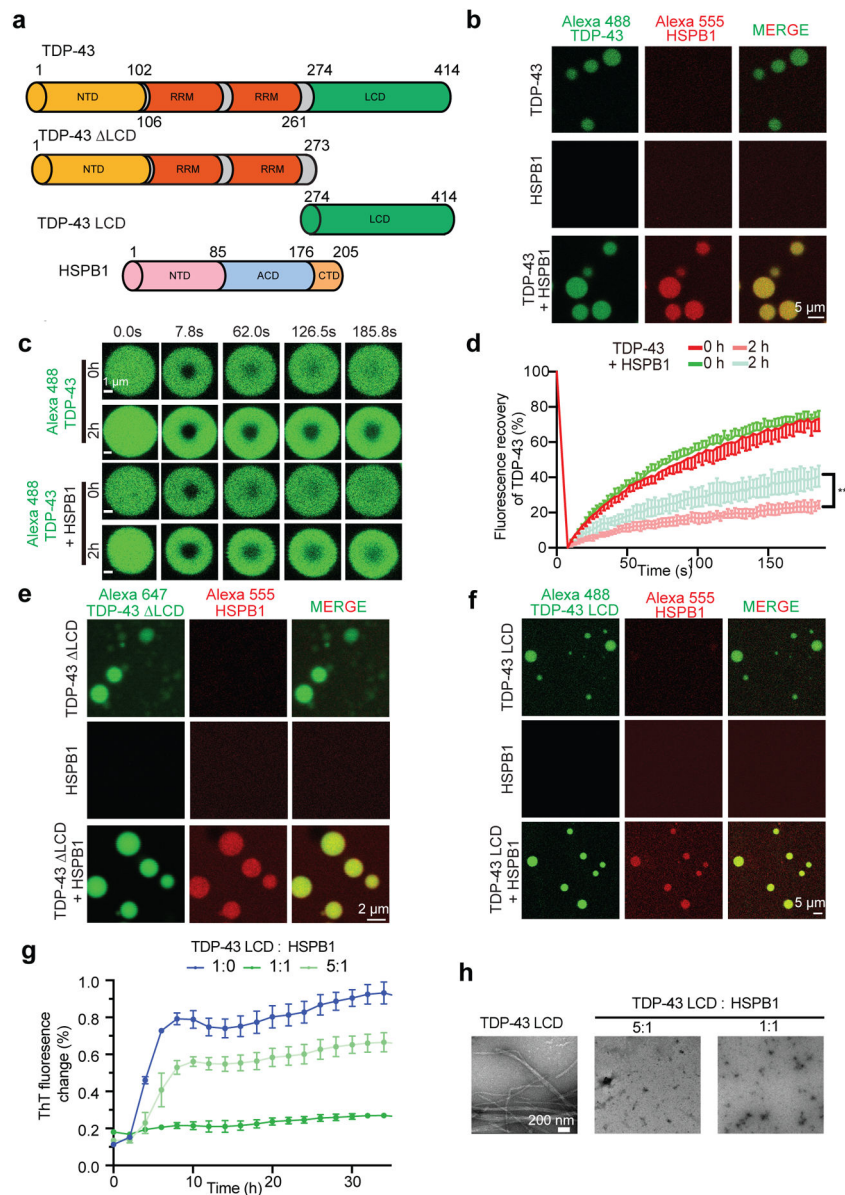 a
TDP-43
1 102 274 414
NTD RRM RRM LCD
106 261
TDP-43 ΔLCD
1 273
NTD RRM RRM
274 414
TDP-43 LCD
LCD
HSPB1
1 85 176 205
NTD ACD CTD
b
Alexa 488 Alexa 555
TDP-43 HSPB1 MERGE
TDP-43
HSPB1
TDP-43
+ HSPB1
5 μm
c
0.0s 7.8s 62.0s 126.5s 185.8s
Alexa 488
TDP-43
0h
1 μm
2h
Alexa 488
TDP-43
+ HSPB1
0h
2h
d
TDP-43 0 h 2 h
+ HSPB1 0 h 2 h
Fluorescence recovery
of TDP-43 (%)
100
80
60
40
20
0
50 100 150
Time (s)
**
e
Alexa 647 Alexa 555
TDP-43 ΔLCD HSPB1 MERGE
TDP-43 ΔLCD
HSPB1
TDP-43 ΔLCD
+ HSPB1
2 μm
f
Alexa 488 Alexa 555
TDP-43 LCD HSPB1 MERGE
TDP-43 LCD
HSPB1
TDP-43 LCD
+ HSPB1
5 μm
g
TDP-43 LCD : HSPB1
1:0 1:1 5:1
ThT fluoresence
change (%)
1.0
0.8
0.6
0.4
0.2
0.0
0 10 20 30
Time (h)
h
TDP-43 LCD : HSPB1
TDP-43 LCD 5:1 1:1
200 nm